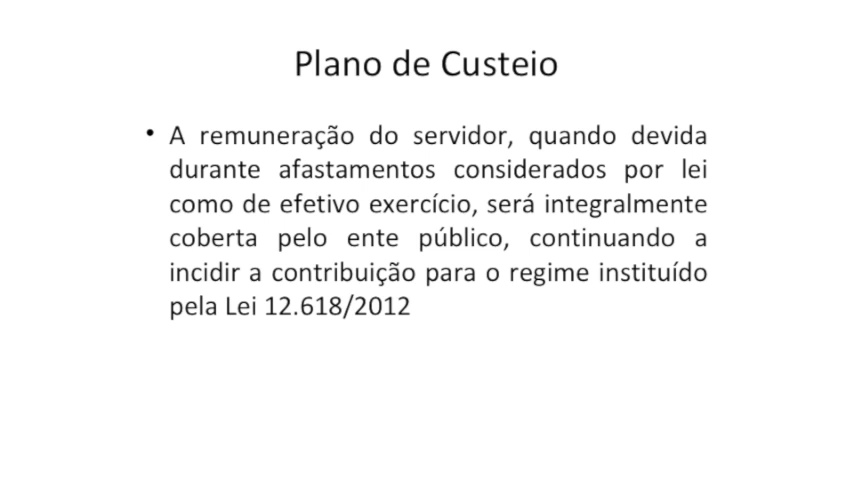 Plano de Custeio
• A remuneração do servidor, quando devida
durante afastamentos considerados por lei
como de efetivo exercício, será integralmente
coberta pelo ente público, continuando a
incidir a contribuição para o regime instituído
pela Lei 12.618/2012